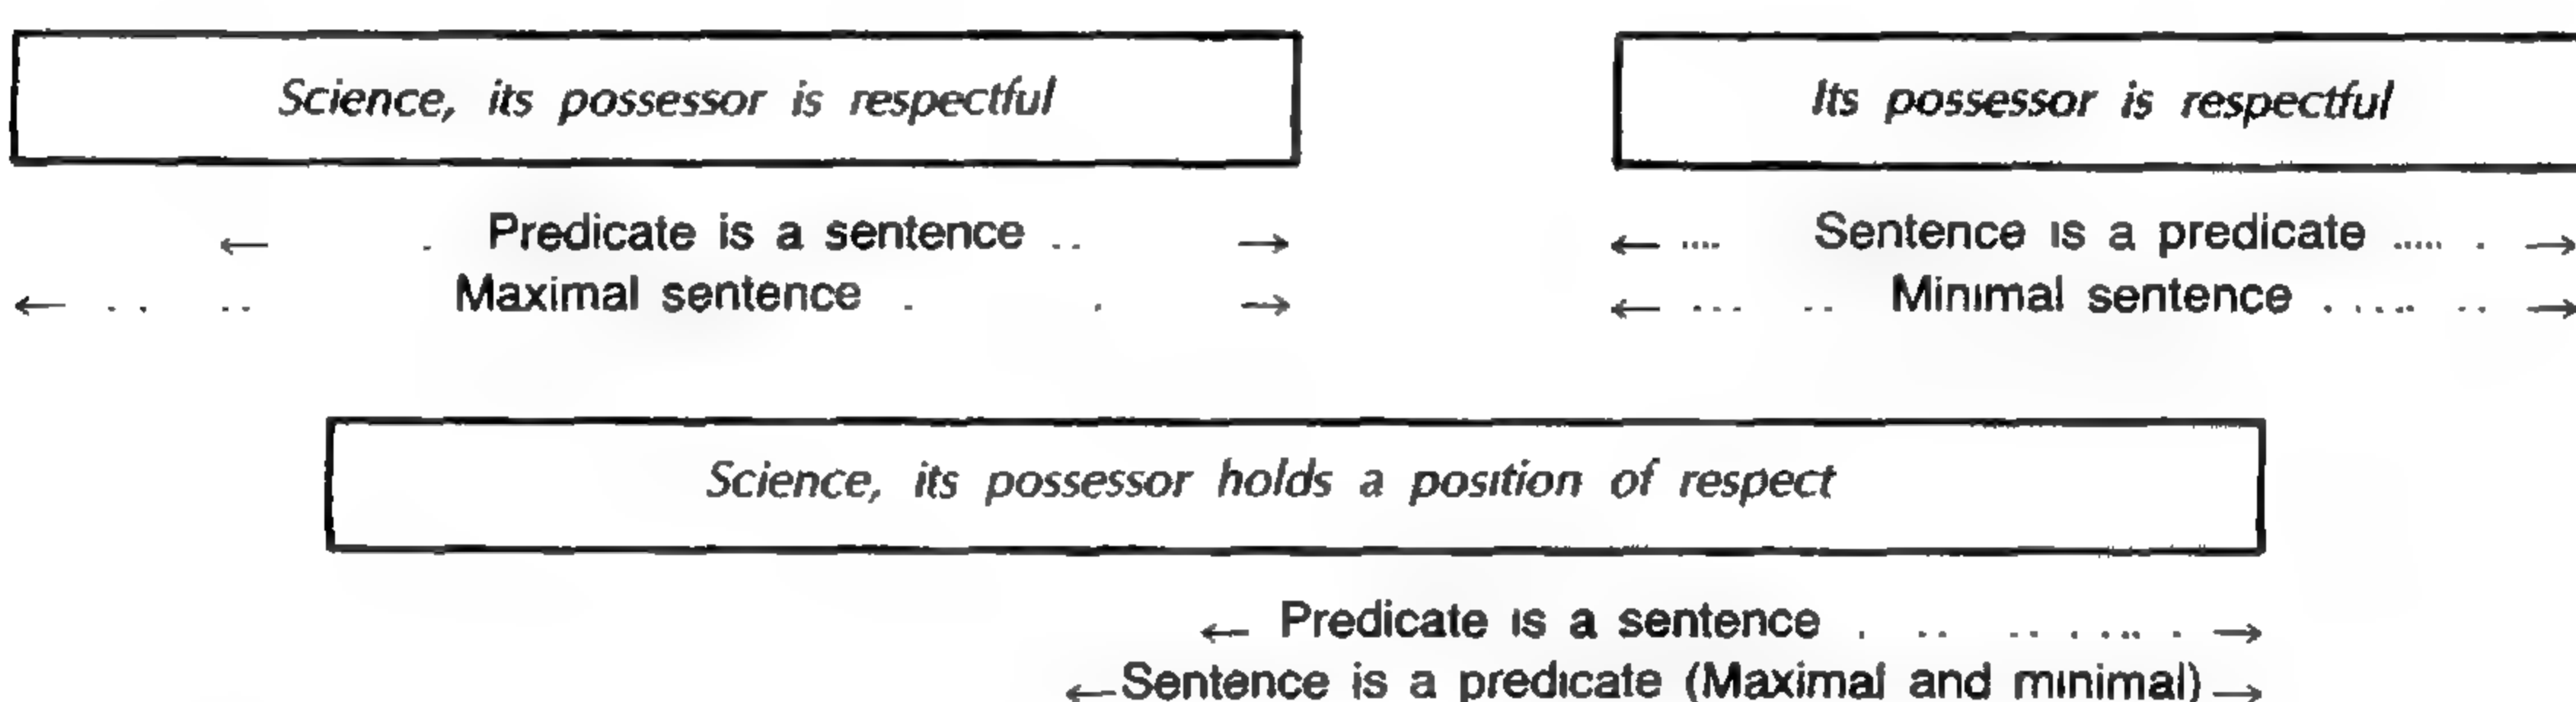 Science, its possessor is respectful
Its possessor is respectful
← . Predicate is a sentence .. →
← .... Sentence is a predicate ..... . →
← . . .. Maximal sentence . . →
← ... .. Minimal sentence . ..... .. →
Science, its possessor holds a position of respect
← Predicate is a sentence . .. .. . ... . →
←Sentence is a predicate (Maximal and minimal)→